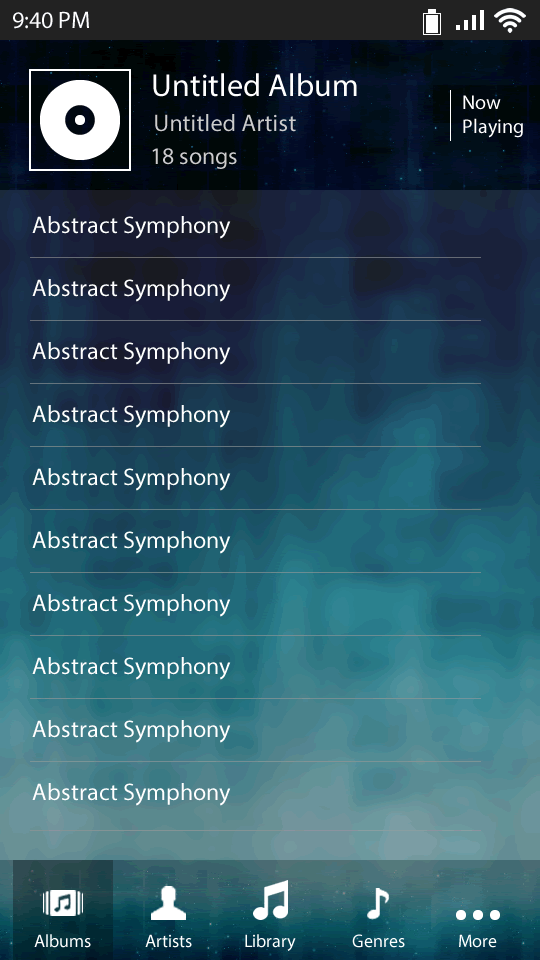 9:40 PM
Untitled Album
Untitled Artist
18 songs
Now
Playing
Abstract Symphony
Abstract Symphony
Abstract Symphony
Abstract Symphony
Abstract Symphony
Abstract Symphony
Abstract Symphony
Abstract Symphony
Abstract Symphony
Abstract Symphony
Albums
Artists
Library
Genres
More